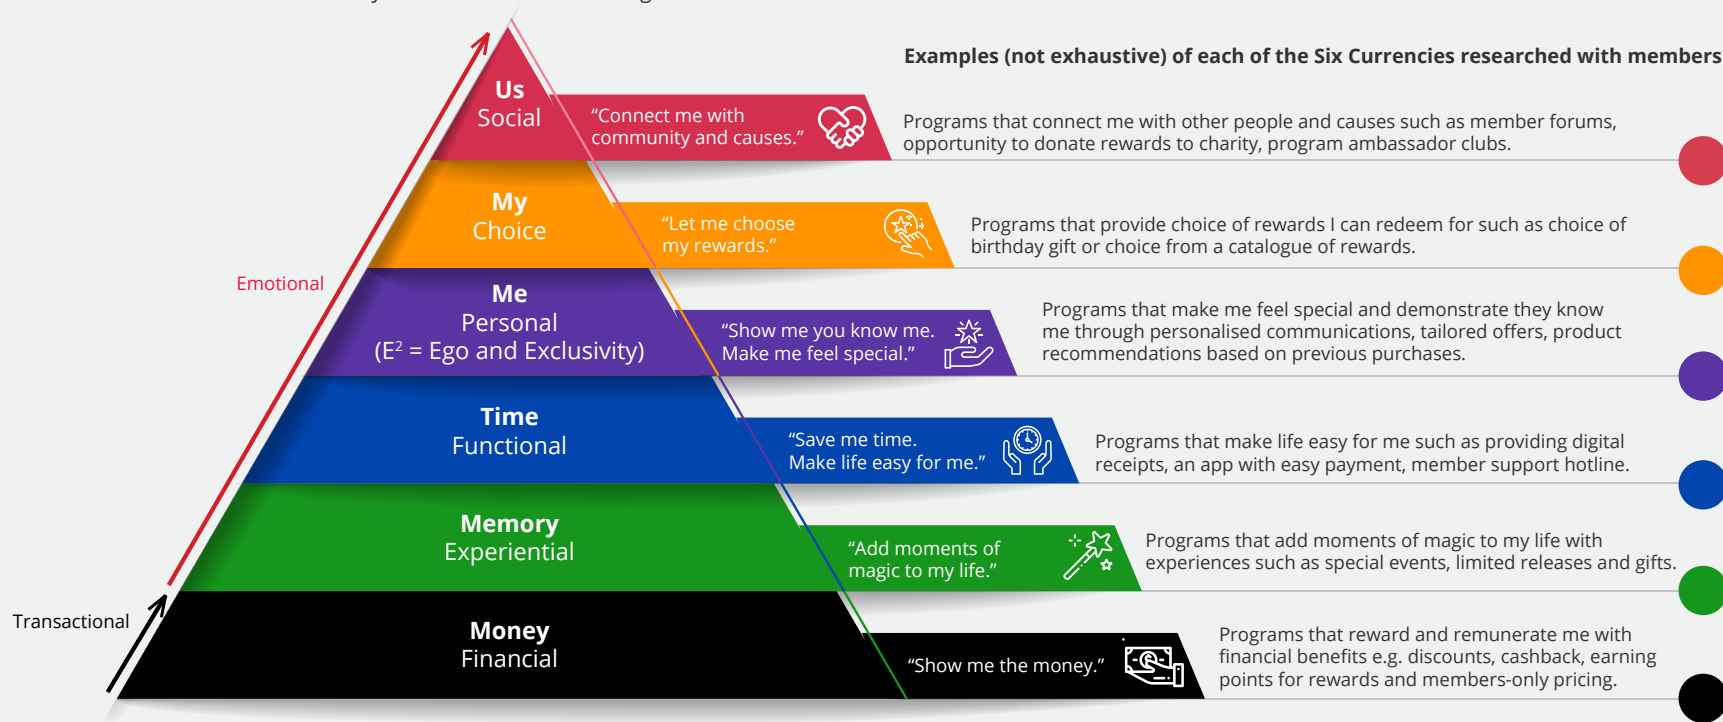 Examples (not exhaustive) of each of the Six Currencies researched with members
Us
Social
“Connect me with
community and causes.”
Programs that connect me with other people and causes such as member forums,
opportunity to donate rewards to charity, program ambassador clubs.
My
Choice
“Let me choose
my rewards.”
Programs that provide choice of rewards I can redeem for such as choice of
birthday gift or choice from a catalogue of rewards.
Emotional
Me
Personal
(E² = Ego and Exclusivity)
“Show me you know me.
Make me feel special.”
Programs that make me feel special and demonstrate they know
me through personalised communications, tailored offers, product
recommendations based on previous purchases.
Time
Functional
“Save me time.
Make life easy for me.”
Programs that make life easy for me such as providing digital
receipts, an app with easy payment, member support hotline.
Memory
Experiential
“Add moments of
magic to my life.”
Programs that add moments of magic to my life with
experiences such as special events, limited releases and gifts.
Transactional
Money
Financial
“Show me the money.”
Programs that reward and remunerate me with
financial benefits e.g. discounts, cashback, earning
points for rewards and members-only pricing.